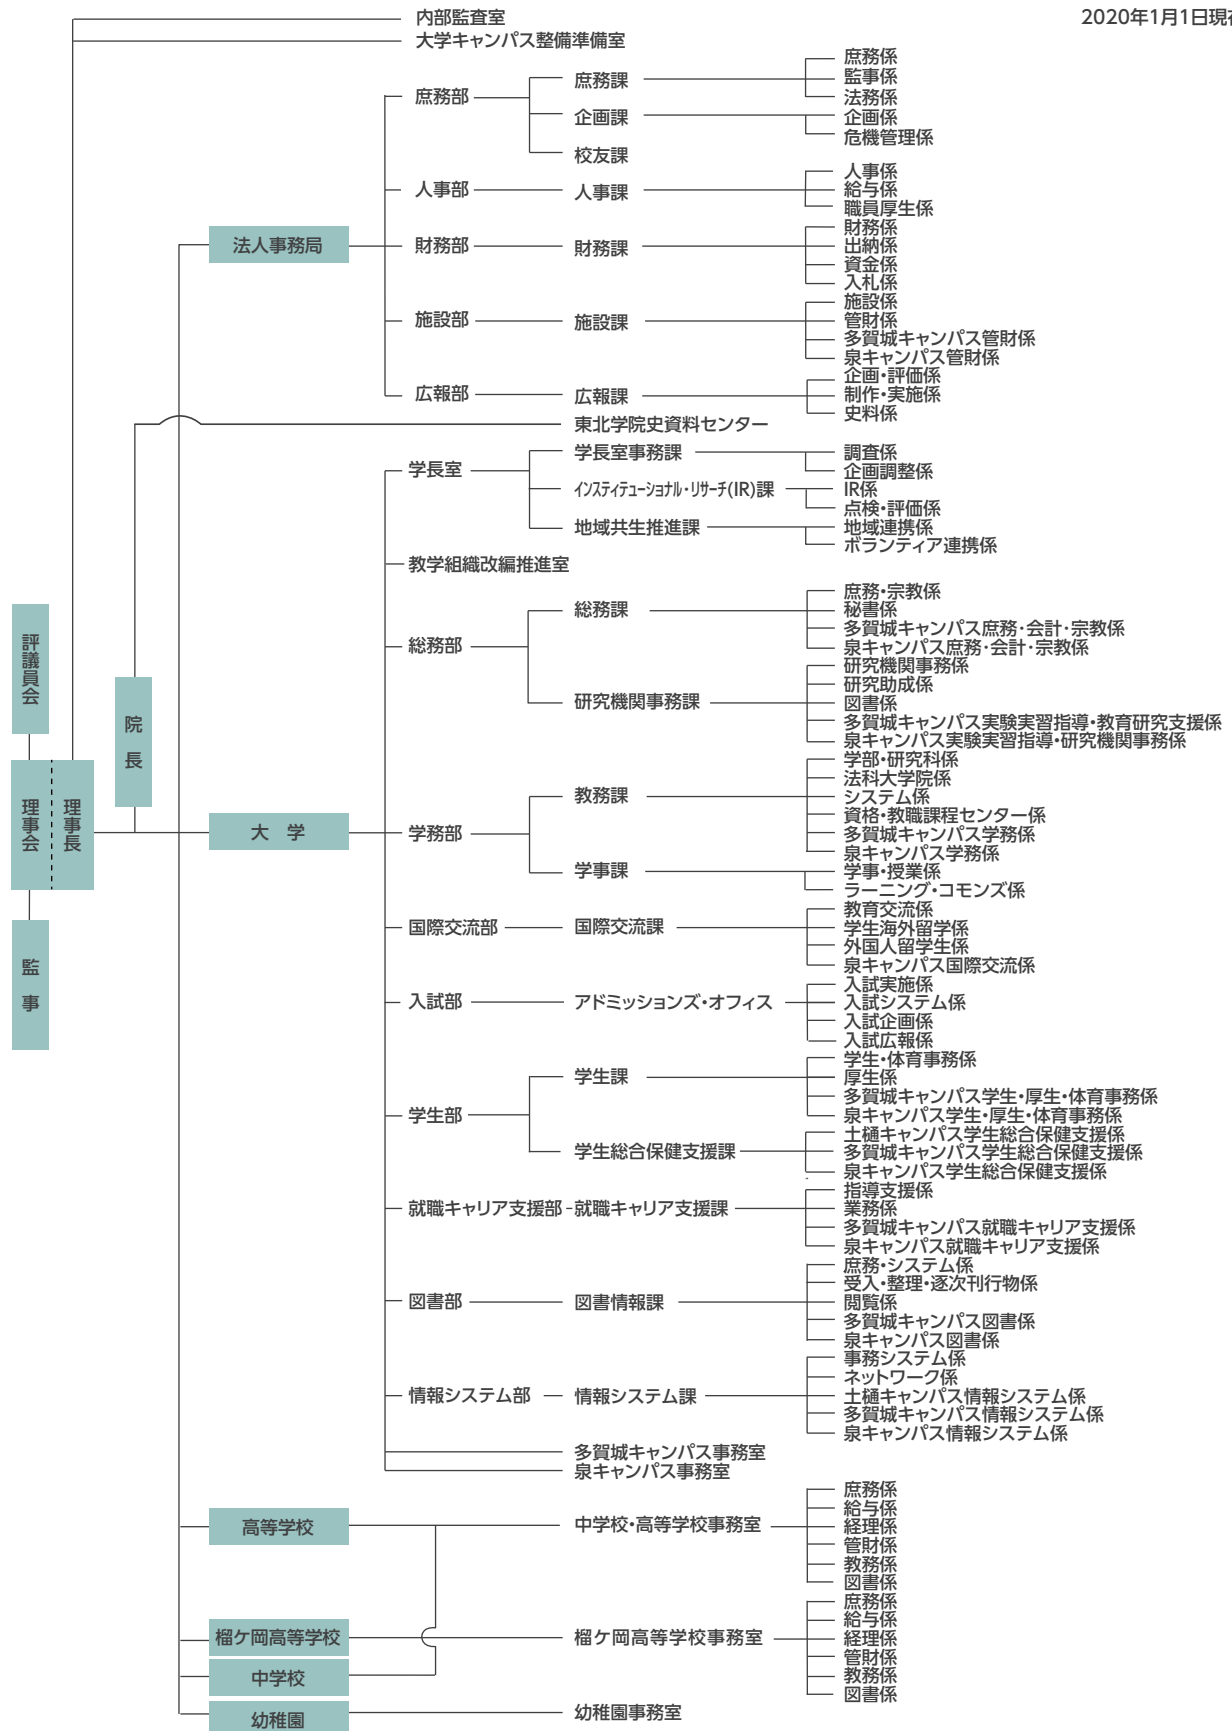 内部監査室
大学キャンパス整備準備室
2020年1月1日現在
法人事務局
庶務部
庶務課
庶務係
監事係
法務係
企画課
企画係
危機管理係
校友課
人事部
人事課
人事係
給与係
職員厚生係
財務部
財務課
財務係
出納係
資金係
入札係
施設部
施設課
施設係
管財係
多賀城キャンパス管財係
泉キャンパス管財係
広報部
広報課
企画・評価係
制作・実施係
史料係
東北学院史資料センター
評議員会
理事会
理事長
監事
院長
大学
学長室
学長室事務課
調査係
企画調整係
インスティテューショナル・リサーチ(IR)課
IR係
点検・評価係
地域共生推進課
地域連携係
ボランティア連携係
教学組織改編推進室
総務部
総務課
庶務・宗教係
秘書係
多賀城キャンパス庶務・会計・宗教係
泉キャンパス庶務・会計・宗教係
研究機関事務課
研究機関事務係
研究助成係
図書係
多賀城キャンパス実験実習指導・教育研究支援係
泉キャンパス実験実習指導・研究機関事務係
学務部
教務課
学部・研究科係
法科大学院係
システム係
資格・教職課程センター係
多賀城キャンパス学務係
泉キャンパス学務係
学事課
学事・授業係
ラーニング・コモンズ係
国際交流部
国際交流課
教育交流係
学生海外留学係
外国人留学生係
泉キャンパス国際交流係
入試部
アドミッションズ・オフィス
入試実施係
入試システム係
入試企画係
入試広報係
学生部
学生課
学生・体育事務係
厚生係
多賀城キャンパス学生・厚生・体育事務係
泉キャンパス学生・厚生・体育事務係
学生総合保健支援課
土樋キャンパス学生総合保健支援係
多賀城キャンパス学生総合保健支援係
泉キャンパス学生総合保健支援係
就職キャリア支援部
就職キャリア支援課
指導支援係
業務係
多賀城キャンパス就職キャリア支援係
泉キャンパス就職キャリア支援係
図書部
図書情報課
庶務・システム係
受入・整理・逐次刊行物係
閲覧係
多賀城キャンパス図書係
泉キャンパス図書係
情報システム部
情報システム課
事務システム係
ネットワーク係
土樋キャンパス情報システム係
多賀城キャンパス情報システム係
泉キャンパス情報システム係
多賀城キャンパス事務室
泉キャンパス事務室
高等学校
中学校・高等学校事務室
庶務係
給与係
経理係
管財係
教務係
図書係
榴ケ岡高等学校
榴ケ岡高等学校事務室
庶務係
給与係
経理係
管財係
教務係
図書係
中学校
幼稚園
幼稚園事務室